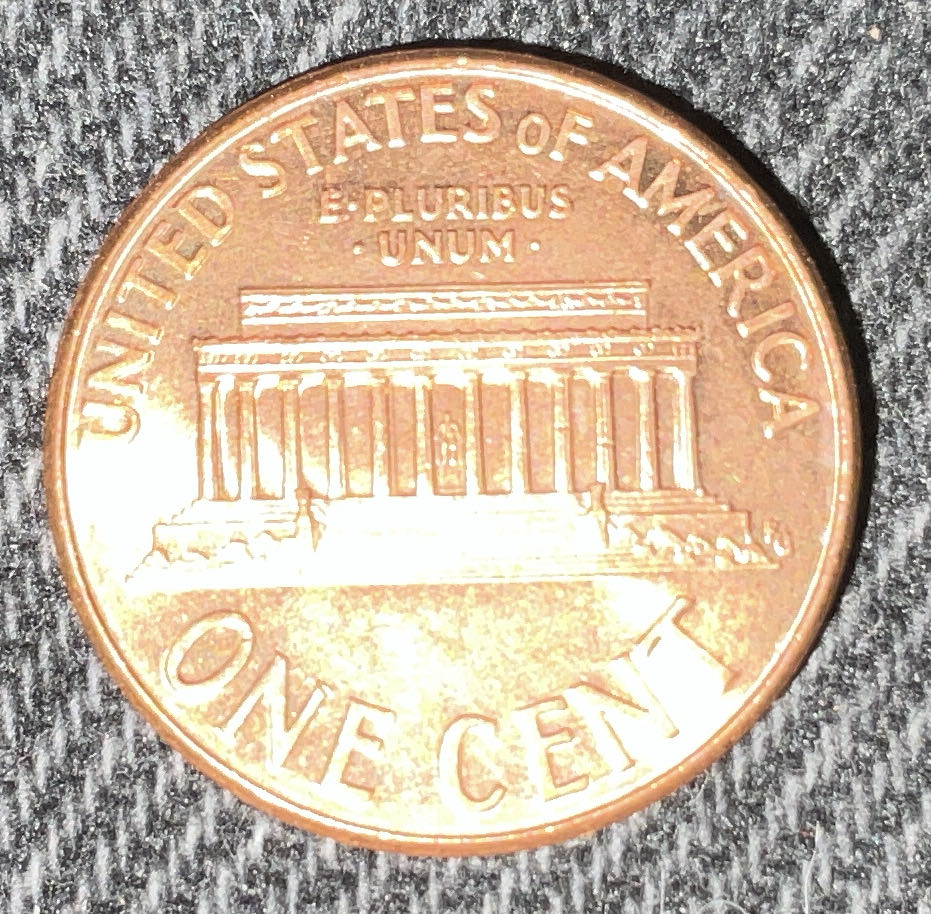 UNITED STATES OF AMERICA
E·PLURIBUS
·UNUM·
ONE CENT